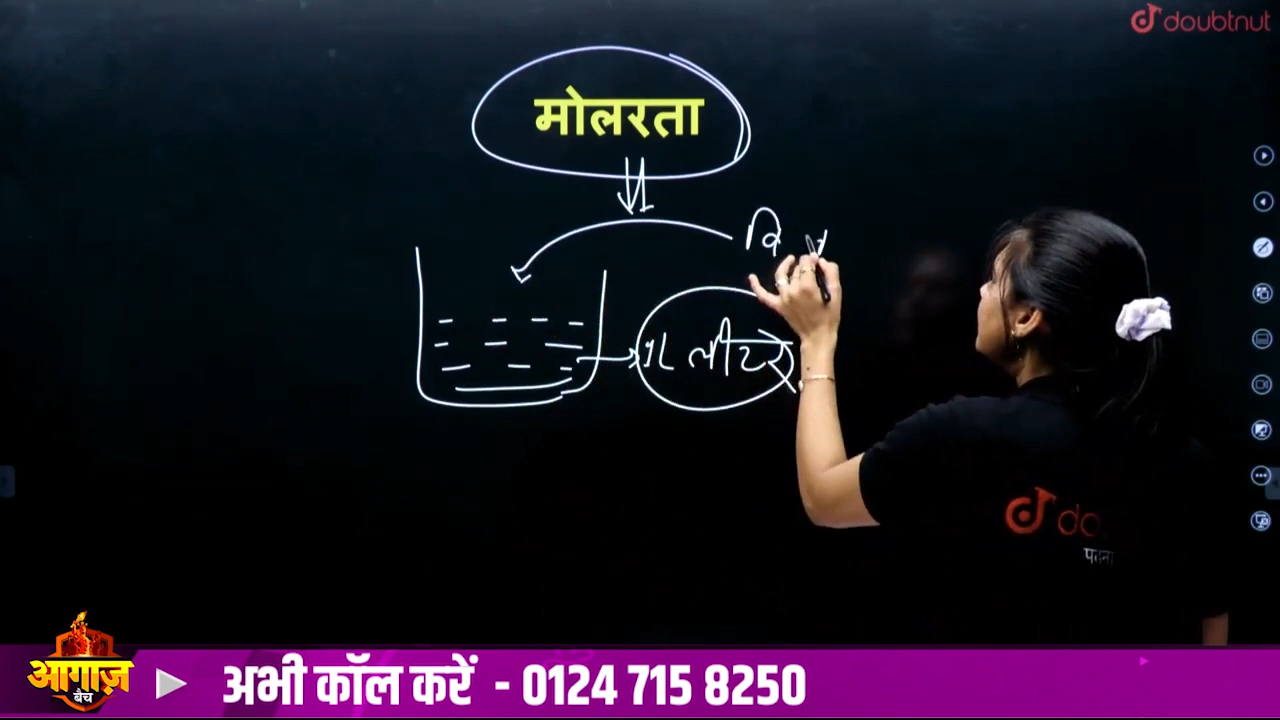 doubtnut
मोलरता
वि
1L लीटर
आगाज़
बैच
अभी कॉल करें - 0124 715 8250